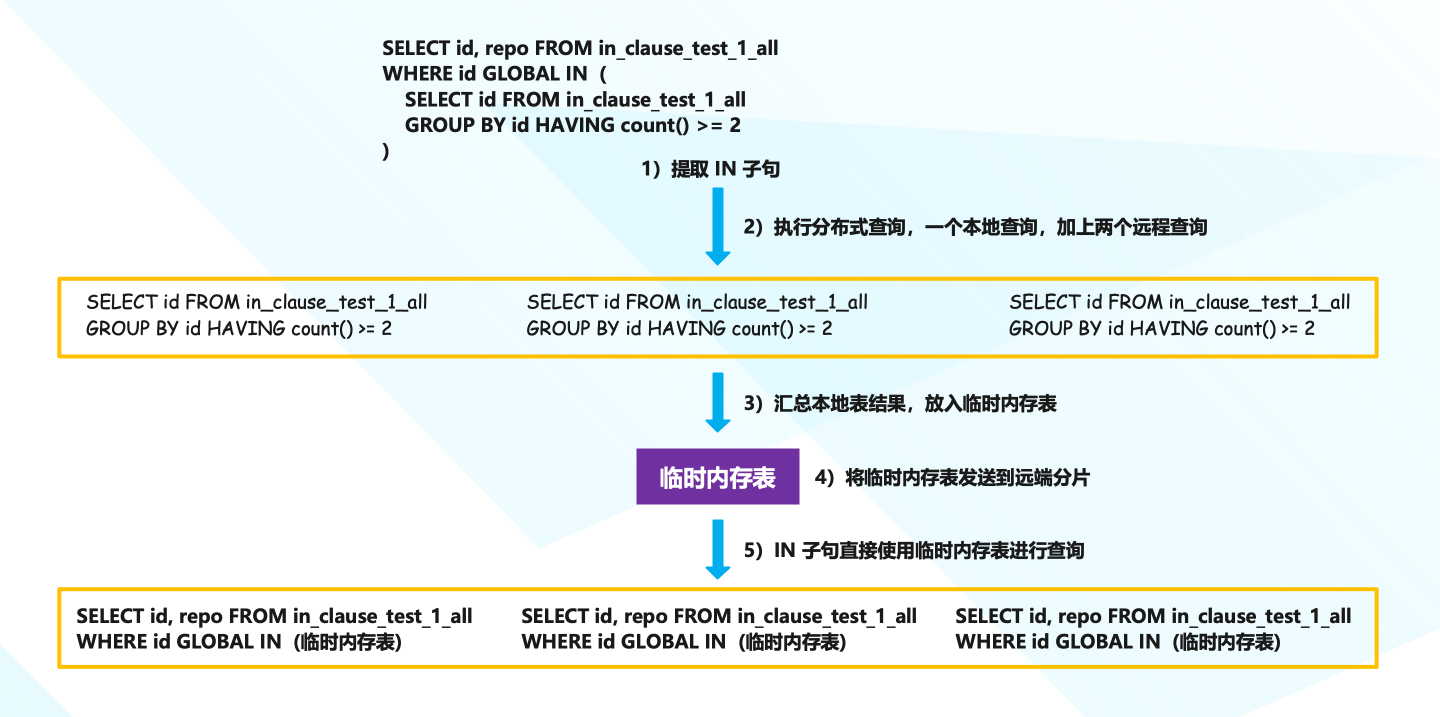 SELECT id, repo FROM in_clause_test_1_all
WHERE id GLOBAL IN（
SELECT id FROM in_clause_test_1_all
GROUP BY id HAVING count() >= 2
)
1）提取 IN 子句
2）执行分布式查询，一个本地查询，加上两个远程查询
SELECT id FROM in_clause_test_1_all
GROUP BY id HAVING count() >= 2
SELECT id FROM in_clause_test_1_all
GROUP BY id HAVING count() >= 2
SELECT id FROM in_clause_test_1_all
GROUP BY id HAVING count() >= 2
3）汇总本地表结果，放入临时内存表
临时内存表
4）将临时内存表发送到远端分片
5）IN 子句直接使用临时内存表进行查询
SELECT id, repo FROM in_clause_test_1_all
WHERE id GLOBAL IN（临时内存表)
SELECT id, repo FROM in_clause_test_1_all
WHERE id GLOBAL IN（临时内存表)
SELECT id, repo FROM in_clause_test_1_all
WHERE id GLOBAL IN（临时内存表)